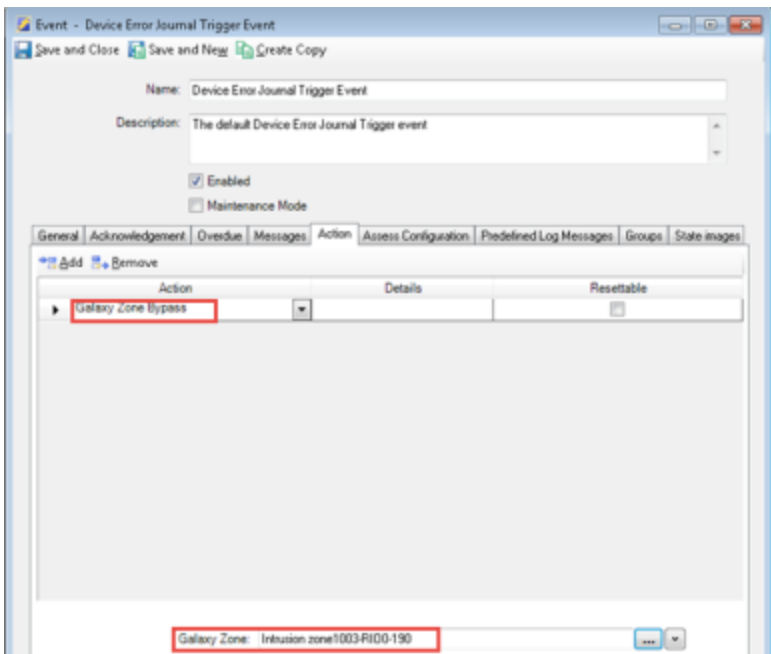 Event - Device Error Journal Trigger Event
Save and Close Save and New Create Copy
Name: Device Error Journal Trigger Event
Description: The default Device Error Journal Trigger event
Enabled
Maintenance Mode
General Acknowledgement Overdue Messages Action Assess Configuration Predefined Log Messages Groups State images
Add Remove
Action Details Resettable
Galaxy Zone Bypass
Galaxy Zone: Intrusion zone1003-RIO0-190
...